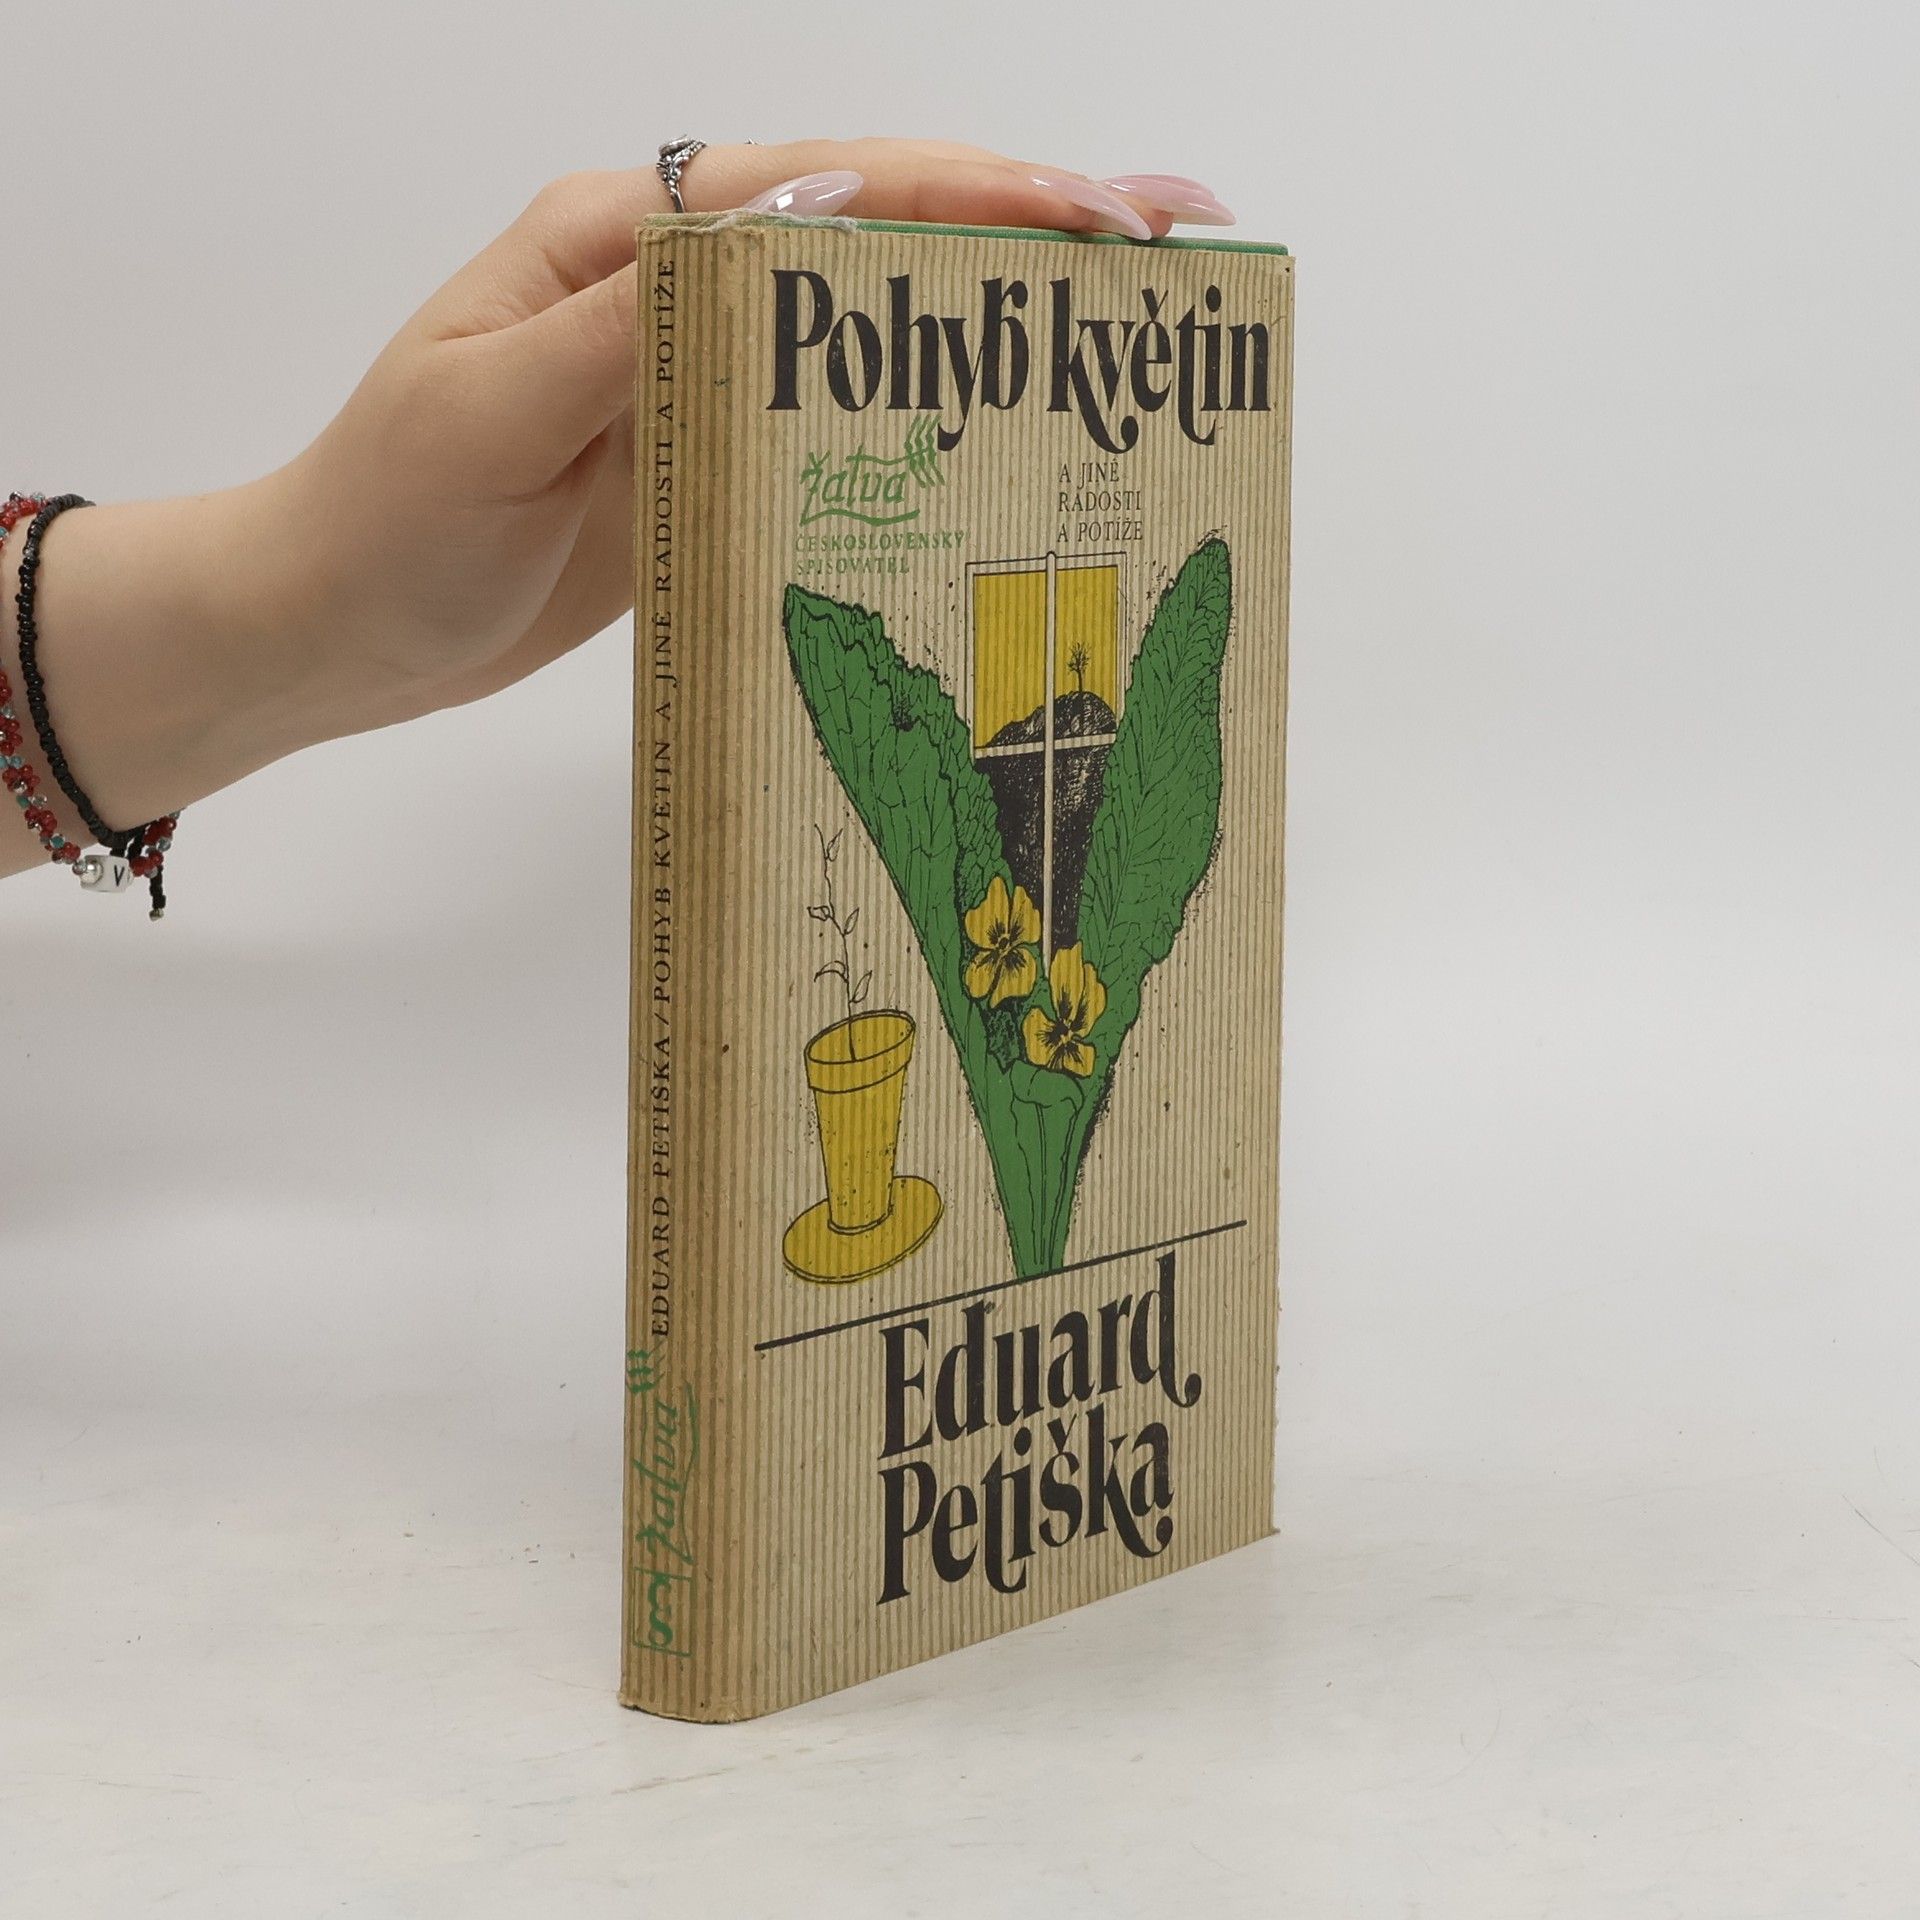 Pohyb květin
Žatva
ČESKOSLOVENSKÝ
SPISOVATEL
A JINÉ
RADOSTI
A POTÍŽE
Eduard
Petiška
EDUARD PETIŠKA / POHYB KVĚTIN A JINÉ RADOSTI A POTÍŽE
Žatva
V